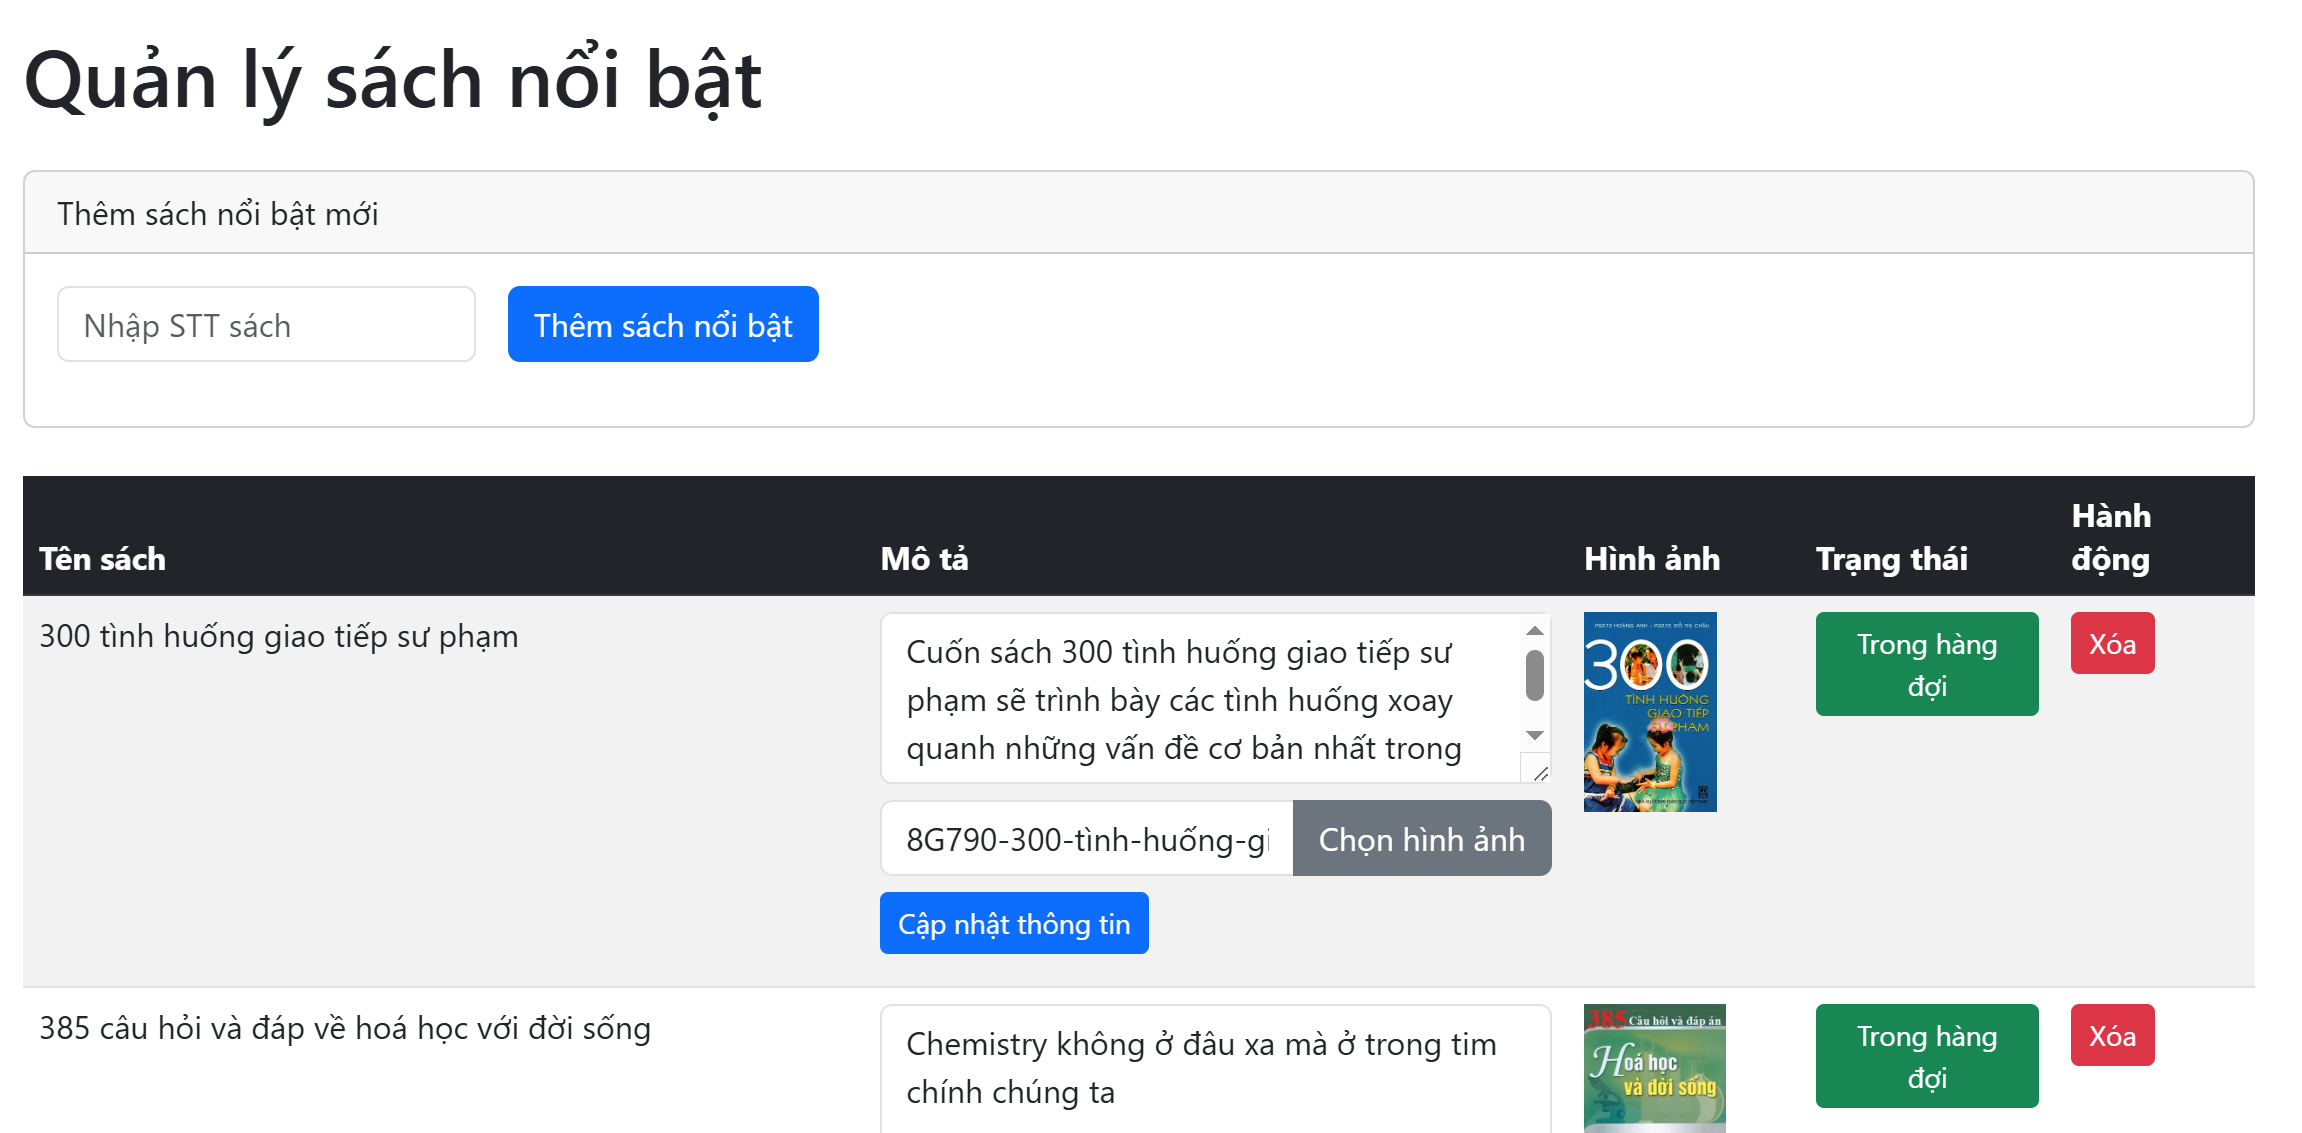 Quản lý sách nổi bật
Thêm sách nổi bật mới
Nhập STT sách
Thêm sách nổi bật
Tên sách
Mô tả
Hình ảnh
Trạng thái
Hành
động
300 tình huống giao tiếp sư phạm
Cuốn sách 300 tình huống giao tiếp sư
phạm sẽ trình bày các tình huống xoay
quanh những vấn đề cơ bản nhất trong
8G790-300-tình-huống-gi
Chọn hình ảnh
Cập nhật thông tin
300
TÌNH HUỐNG
GIAO TIẾP
SƯ PHẠM
Trong hàng
đợi
Xóa
385 câu hỏi và đáp về hoá học với đời sống
Chemistry không ở đâu xa mà ở trong tim
chính chúng ta
385 Câu hỏi và đáp án
Hoá học
và đời sống
Trong hàng
đợi
Xóa